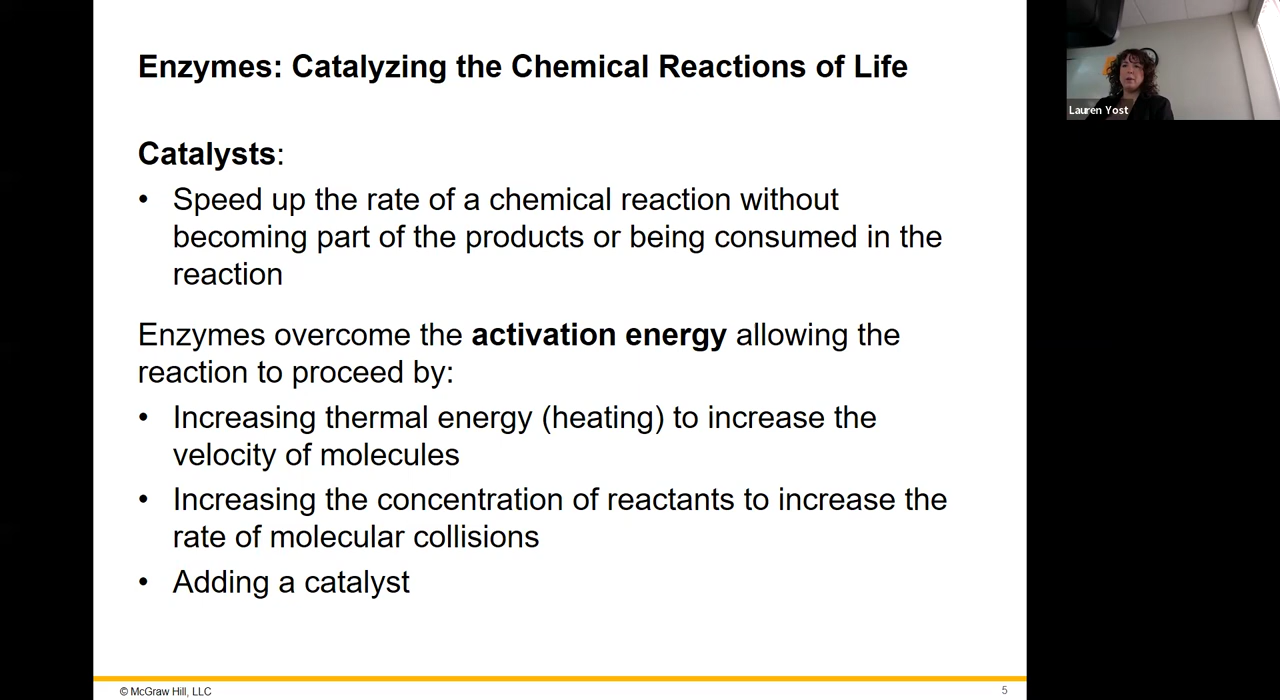 Enzymes: Catalyzing the Chemical Reactions of Life
Catalysts:
• Speed up the rate of a chemical reaction without
becoming part of the products or being consumed in the
reaction
Enzymes overcome the activation energy allowing the
reaction to proceed by:
• Increasing thermal energy (heating) to increase the
velocity of molecules
• Increasing the concentration of reactants to increase the
rate of molecular collisions
• Adding a catalyst
© McGraw Hill, LLC
5
Lauren Yost